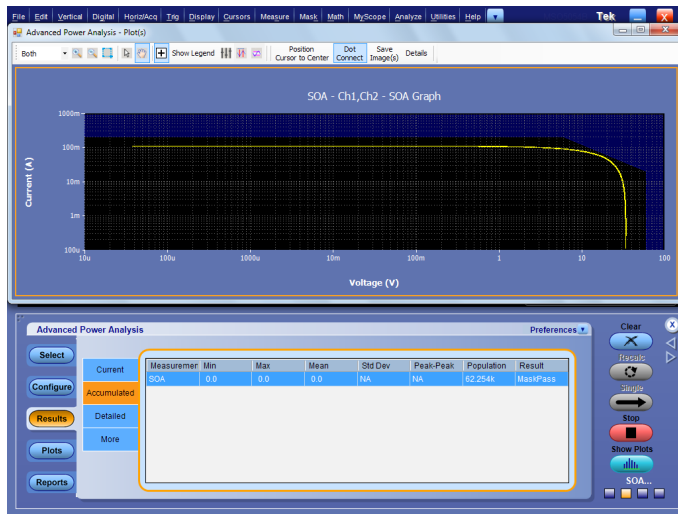 File Edit Vertical Digital Horiz/Acq Trig Display Cursors Measure Mask Math MyScope Analyze Utilities Help Tek
Advanced Power Analysis - Plot(s)
Both Show Legend Position Cursor to Center Dot Connect Save Image(s) Details
SOA - Ch1,Ch2 - SOA Graph
1000m
100m
10m
1m
100u
Current (A)
10u 100u 1000u 10m 100m 1 10 100
Voltage (V)
Advanced Power Analysis Preferences
Clear
Select
Configure
Results
Plots
Reports
Current
Accumulated
Detailed
More
Measuremer Min Max Mean Std Dev Peak-Peak Population Result
SOA 0.0 0.0 0.0 NA NA 62.254k MaskPass
Recalc
Single
Stop
Show Plots
SOA...